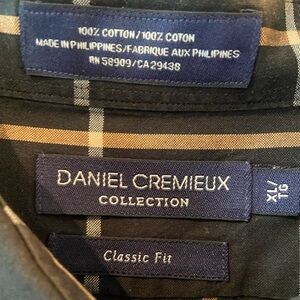 100% COTTON/100% COTON
MADE IN PHILIPPINES/FABRIQUE AUX PHILIPINES
RN 58909/CA 29438
DANIEL CREMIEUX
COLLECTION
XL/
TG
Classic Fit